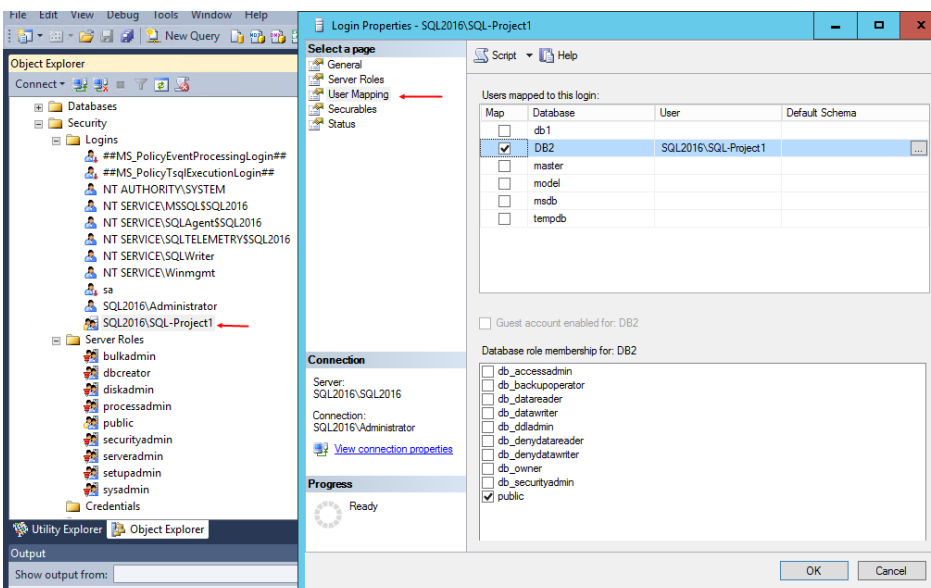 File Edit View Debug Tools Window Help
New Query
Object Explorer
Connect
Databases
Security
Logins
##MS_PolicyEventProcessingLogin##
##MS_PolicyTsqlExecutionLogin##
NT AUTHORITY\SYSTEM
NT SERVICE\MSSQL$SQL2016
NT SERVICE\SQLAgent$SQL2016
NT SERVICE\SQLTELEMETRY$SQL2016
NT SERVICE\SQLWriter
NT SERVICE\Winmgmt
sa
SQL2016\Administrator
SQL2016\SQL-Project1
Server Roles
bulkadmin
dbcreator
diskadmin
processadmin
public
securityadmin
serveradmin
setupadmin
sysadmin
Credentials
Utility Explorer Object Explorer
Output
Show output from:
Login Properties - SQL2016\SQL-Project1
Select a page
General
Server Roles
User Mapping
Securables
Status
Connection
Server:
SQL2016\SQL2016
Connection:
SQL2016\Administrator
View connection properties
Progress
Ready
Script Help
Users mapped to this login:
Map Database User Default Schema
db1
DB2 SQL2016\SQL-Project1 ...
master
model
msdb
tempdb
Guest account enabled for: DB2
Database role membership for: DB2
db_accessadmin
db_backupoperator
db_datareader
db_datawriter
db_ddladmin
db_denydatareader
db_denydatawriter
db_owner
db_securityadmin
public
OK Cancel